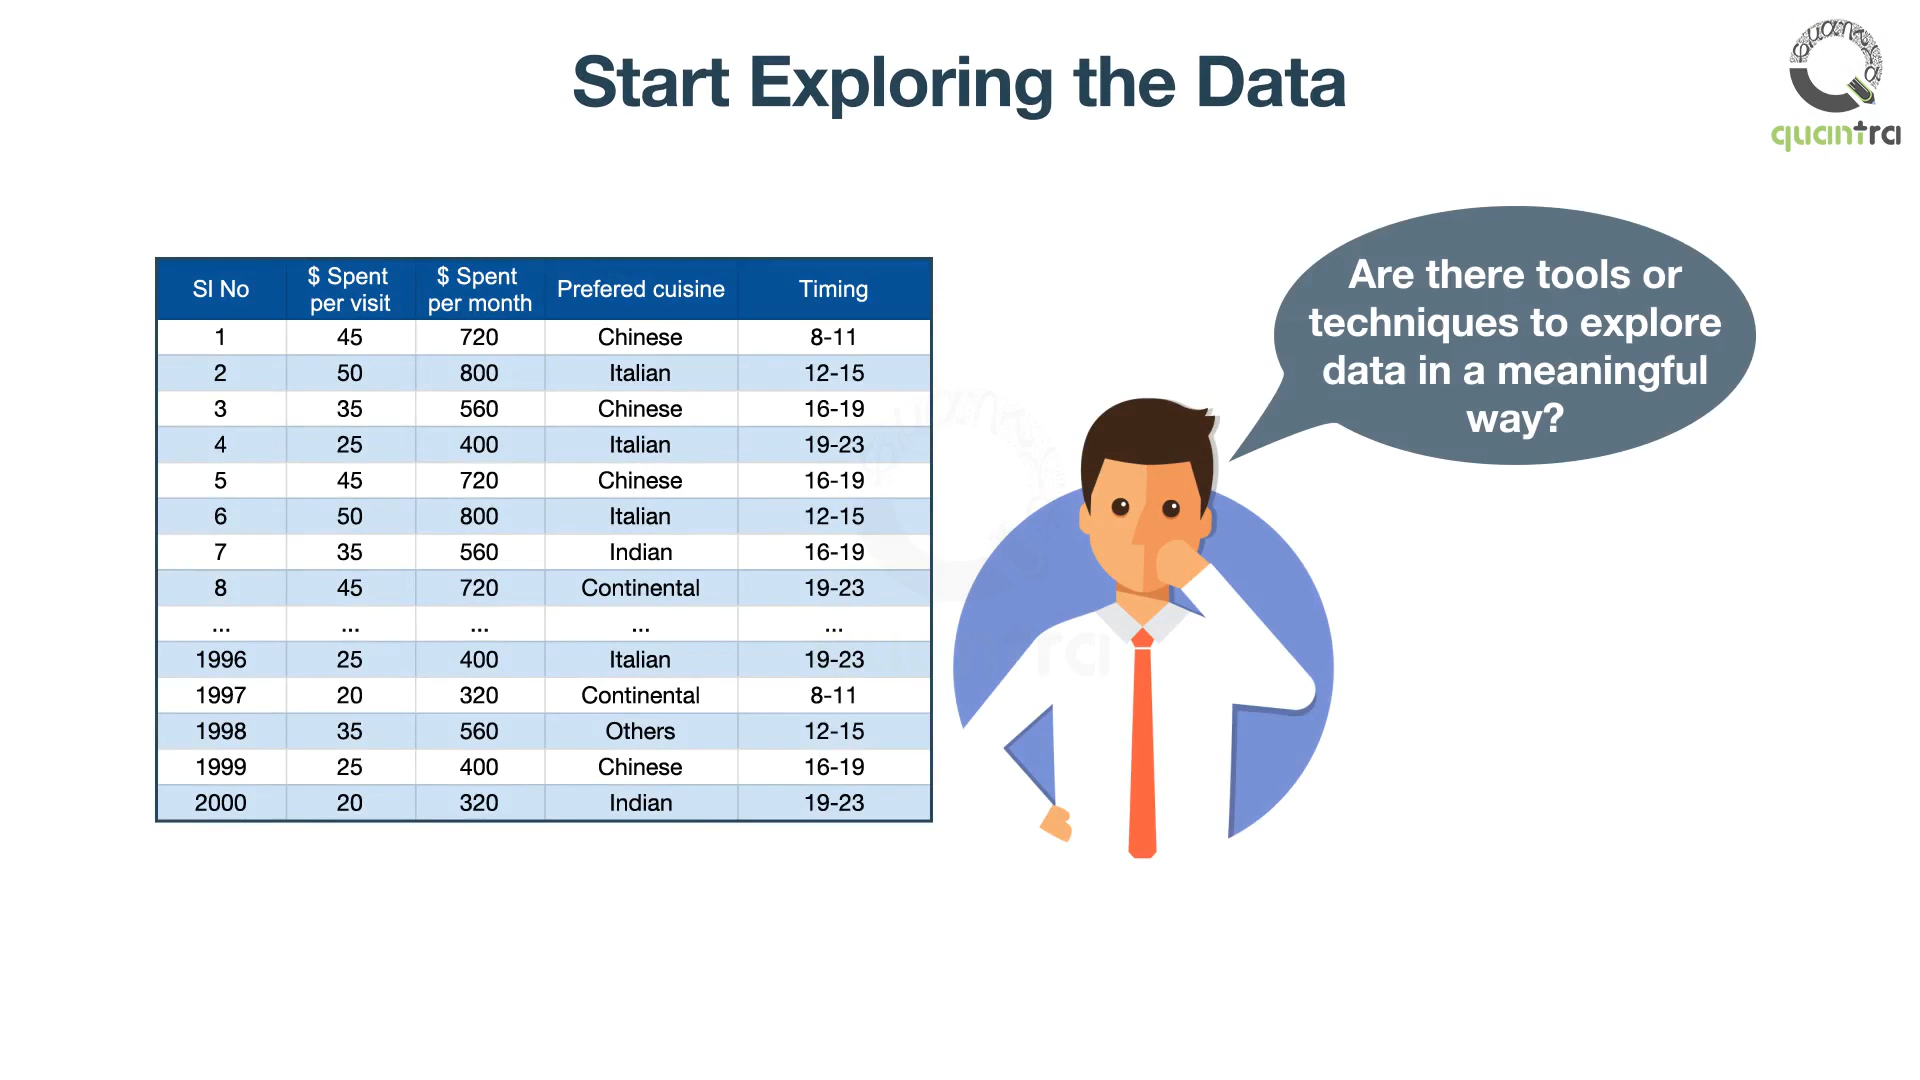 Start Exploring the Data
quantra
Sl No $ Spent per visit $ Spent per month Prefered cuisine Timing
1 45 720 Chinese 8-11
2 50 800 Italian 12-15
3 35 560 Chinese 16-19
4 25 400 Italian 19-23
5 45 720 Chinese 16-19
6 50 800 Italian 12-15
7 35 560 Indian 16-19
8 45 720 Continental 19-23
... ... ... ... ...
1996 25 400 Italian 19-23
1997 20 320 Continental 8-11
1998 35 560 Others 12-15
1999 25 400 Chinese 16-19
2000 20 320 Indian 19-23
Are there tools or
techniques to explore
data in a meaningful
way?